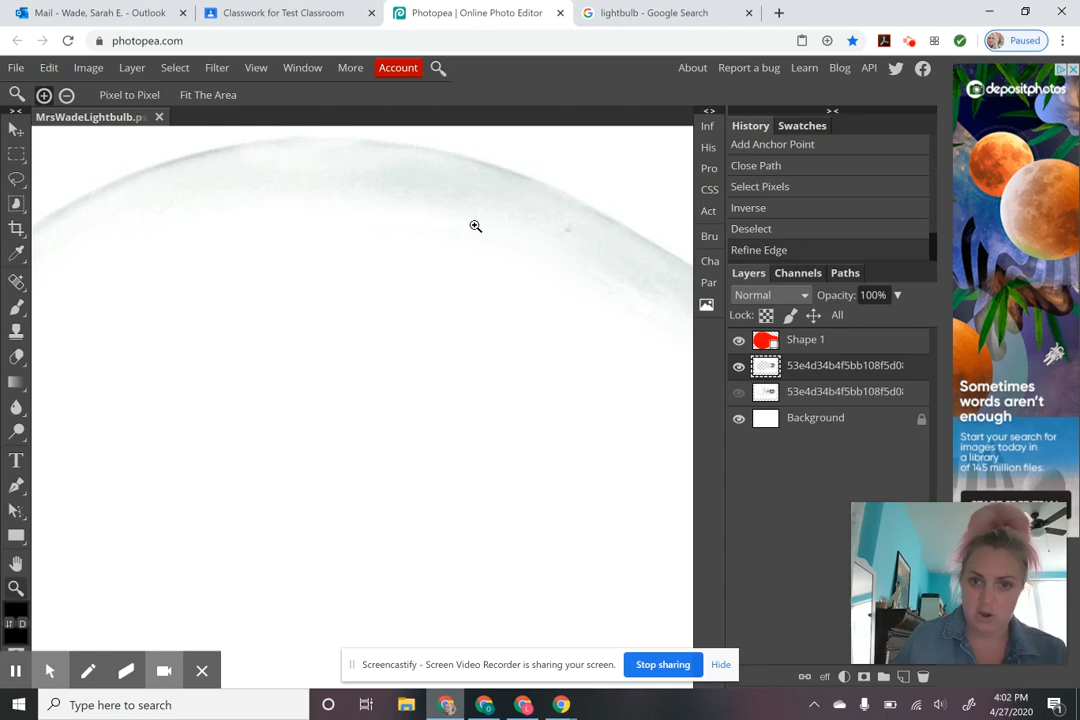 Mail - Wade, Sarah E. - Outlook
Classwork for Test Classroom
Photopea | Online Photo Editor
lightbulb - Google Search
photopea.com
Paused
File Edit Image Layer Select Filter View Window More Account
About Report a bug Learn Blog API
Pixel to Pixel Fit The Area
MrsWadeLightbulb.ps
Inf
His
Pro
CSS
Act
Bru
Cha
Par
History Swatches
Add Anchor Point
Close Path
Select Pixels
Inverse
Deselect
Refine Edge
Layers Channels Paths
Normal Opacity: 100%
Lock: All
Shape 1
53e4d34b4f5bb108f5d08
53e4d34b4f5bb108f5d08
Background
eff
depositphotos
Sometimes
words aren't
enough
Start your search for
images today in
a library
of 145 million files.
D
Screencastify - Screen Video Recorder is sharing your screen.
Stop sharing
Hide
Type here to search
4:02 PM
4/27/2020